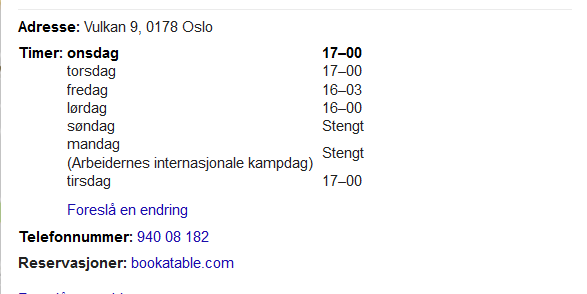 Adresse: Vulkan 9, 0178 Oslo
Timer: onsdag 17–00
torsdag 17–00
fredag 16–03
lørdag 16–00
søndag Stengt
mandag
(Arbeidernes internasjonale kampdag) Stengt
tirsdag 17–00
Foreslå en endring
Telefonnummer: 940 08 182
Reservasjoner: bookatable.com